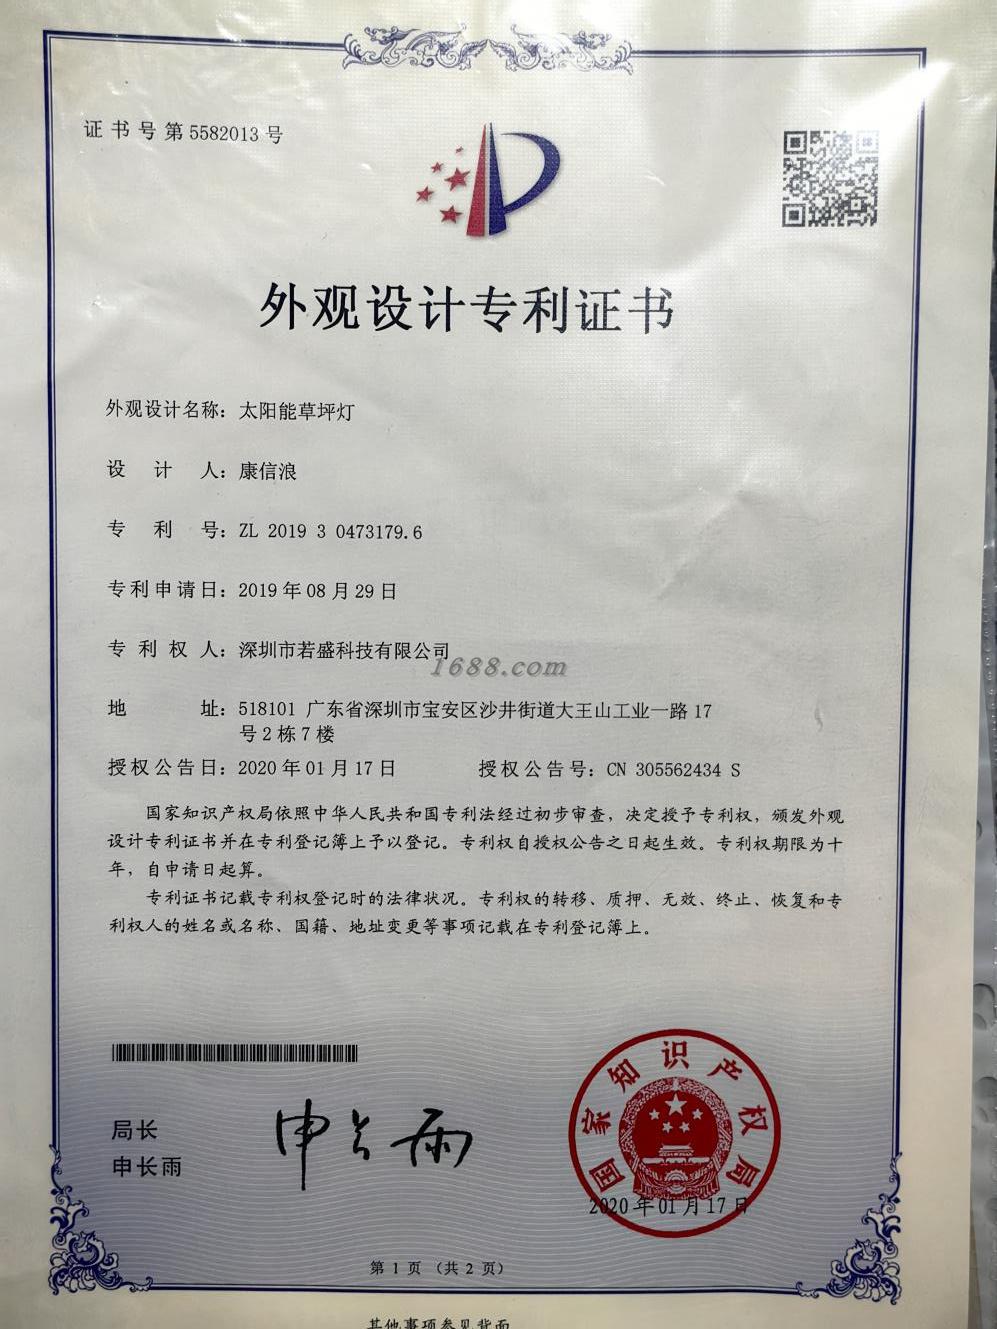 证书号第5582013号
外观设计专利证书
外观设计名称：太阳能草坪灯
设计人：康信浪
专利号：ZL 2019 3 0473179.6
专利申请日：2019年08月29日
专利权人：深圳市若盛科技有限公司
1688.com
地址：518101 广东省深圳市宝安区沙井街道大王山工业一路17
号2栋7楼
授权公告日：2020年01月17日 授权公告号：CN 305562434 S
国家知识产权局依照中华人民共和国专利法经过初步审查，决定授予专利权，颁发外观
设计专利证书并在专利登记簿上予以登记。专利权自授权公告之日起生效。专利权期限为十
年，自申请日起算。
专利证书记载专利权登记时的法律状况。专利权的转移、质押、无效、终止、恢复和专
利权人的姓名或名称、国籍、地址变更等事项记载在专利登记簿上。
局长
申长雨
申长雨
国家知识产权局
2020年01月17日
第1页（共2页）
其他事项参见背面